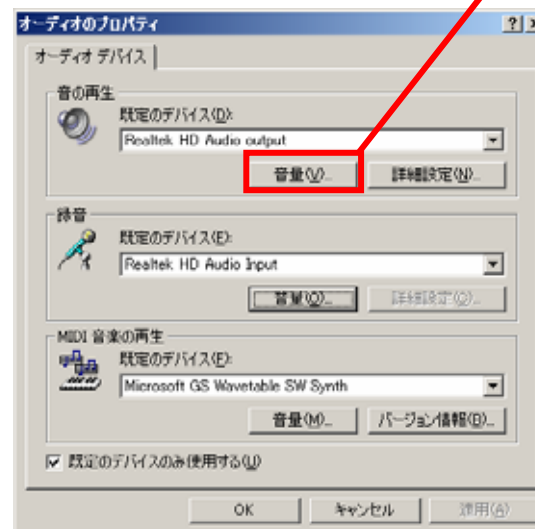 オーディオのプロパティ
オーディオ デバイス
音の再生
既定のデバイス(D):
Realtek HD Audio output
音量(V)... 詳細設定(N)...
録音
既定のデバイス(E):
Realtek HD Audio Input
音量(O)... 詳細設定(O)...
MIDI 音楽の再生
既定のデバイス(F):
Microsoft GS Wavetable SW Synth
音量(M)... バージョン情報(B)...
既定のデバイスのみ使用する(U)
OK キャンセル 適用(A)